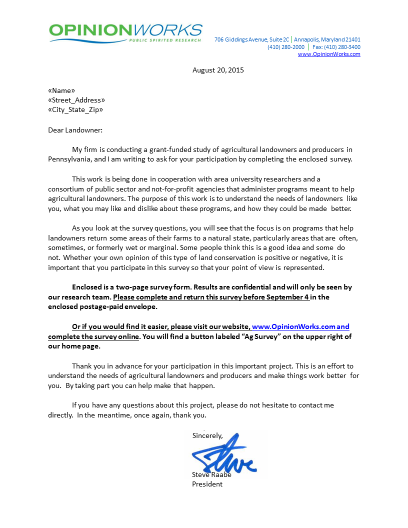 OPINIONWORKS
PUBLIC SPIRITED RESEARCH
706 Giddings Avenue, Suite 2C | Annapolis, Maryland 21401
(410) 280-2000 | Fax: (410) 280-3400
www.OpinionWorks.com
August 20, 2015
«Name»
«Street_Address»
«City_State_Zip»
Dear Landowner:
My firm is conducting a grant-funded study of agricultural landowners and producers in
Pennsylvania, and I am writing to ask for your participation by completing the enclosed survey.
This work is being done in cooperation with area university researchers and a
consortium of public sector and not-for-profit agencies that administer programs meant to help
agricultural landowners. The purpose of this work is to understand the needs of landowners like
you, what you may like and dislike about these programs, and how they could be made better.
As you look at the survey questions, you will see that the focus is on programs that help
landowners return some areas of their farms to a natural state, particularly areas that are often,
sometimes, or formerly wet or marginal. Some people think this is a good idea and some do
not. Whether your own opinion of this type of land conservation is positive or negative, it is
important that you participate in this survey so that your point of view is represented.
Enclosed is a two-page survey form. Results are confidential and will only be seen by
our research team. Please complete and return this survey before September 4 in the
enclosed postage-paid envelope.
Or if you would find it easier, please visit our website, www.OpinionWorks.com and
complete the survey online. You will find a button labeled "Ag Survey" on the upper right of
our home page.
Thank you in advance for your participation in this important project. This is an effort to
understand the needs of agricultural landowners and producers and make things work better for
you. By taking part you can help make that happen.
If you have any questions about this project, please do not hesitate to contact me
directly. In the meantime, once again, thank you.
Sincerely,
Steve
Steve Raabe
President